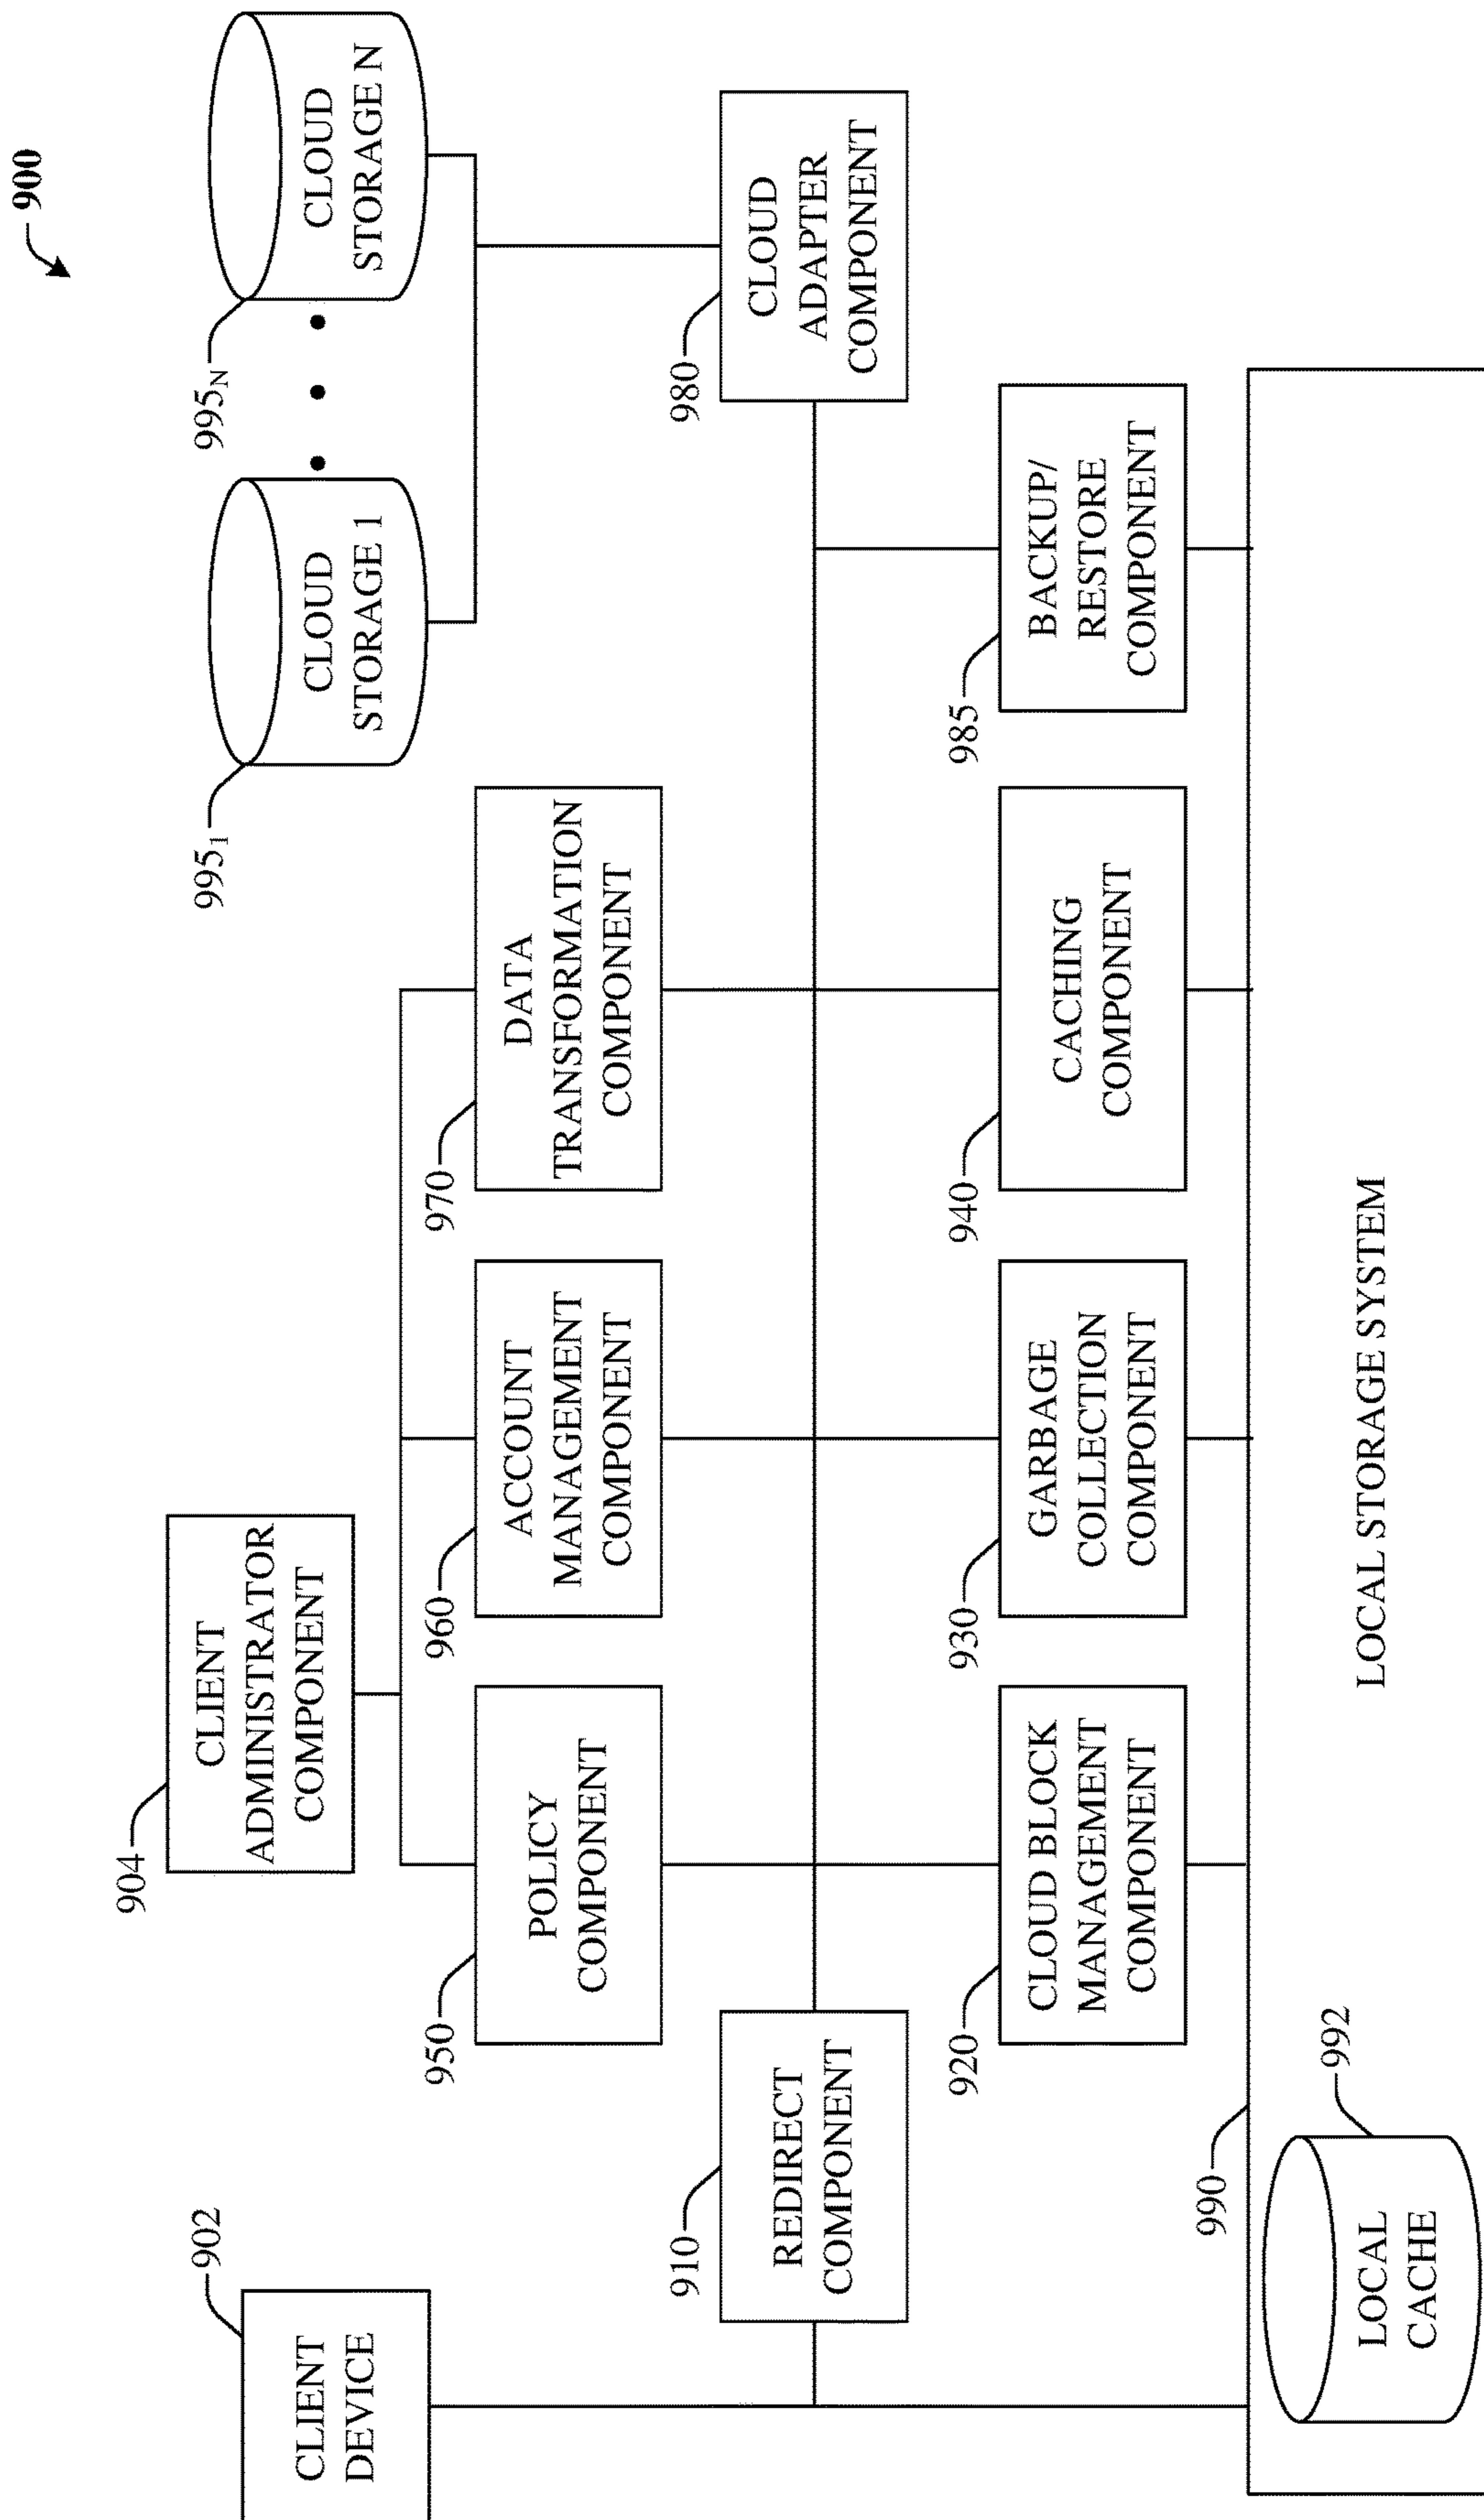 900
902
CLIENT
DEVICE
904
CLIENT
ADMINISTRATOR
COMPONENT
995₁
CLOUD
STORAGE 1
995N
CLOUD
STORAGE N
950
POLICY
COMPONENT
960
ACCOUNT
MANAGEMENT
COMPONENT
970
DATA
TRANSFORMATION
COMPONENT
910
REDIRECT
COMPONENT
980
CLOUD
ADAPTER
COMPONENT
920
CLOUD BLOCK
MANAGEMENT
COMPONENT
930
GARBAGE
COLLECTION
COMPONENT
940
CACHING
COMPONENT
985
BACKUP/
RESTORE
COMPONENT
990
992
LOCAL
CACHE
LOCAL STORAGE SYSTEM